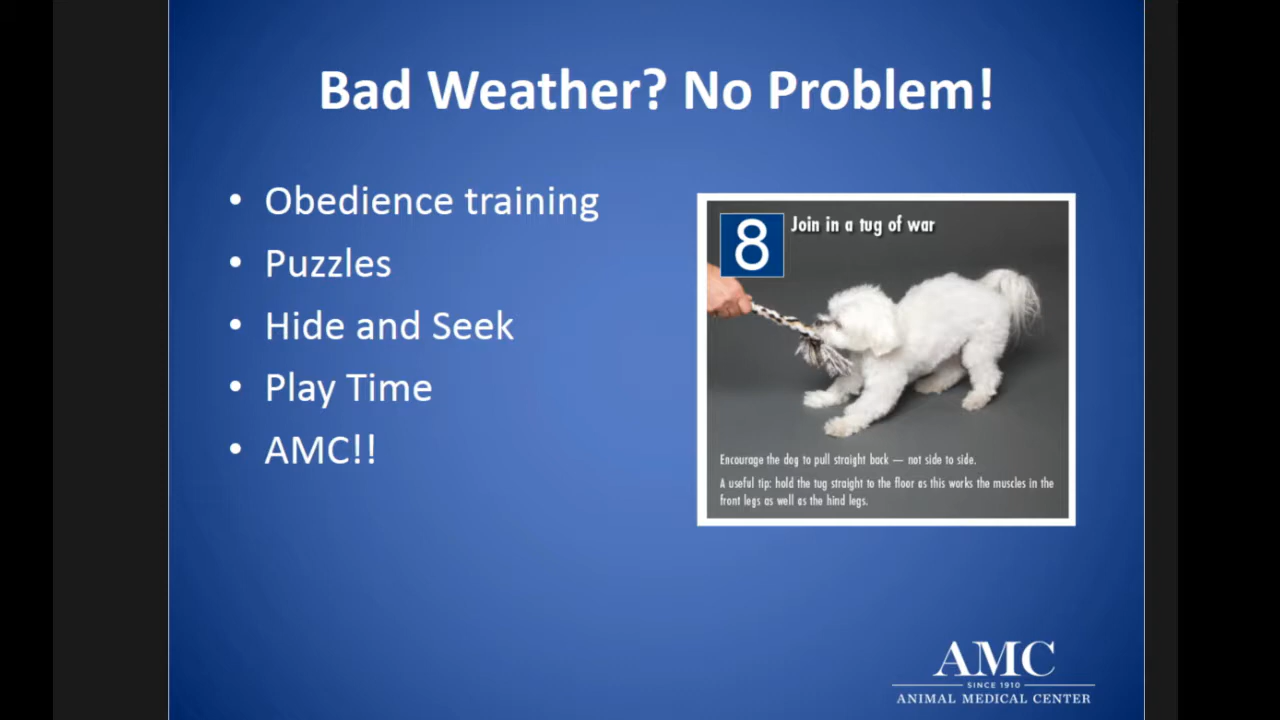 Bad Weather? No Problem!
• Obedience training
• Puzzles
• Hide and Seek
• Play Time
• AMC!!
8
Join in a tug of war
Encourage the dog to pull straight back — not side to side.
A useful tip: hold the tug straight to the floor as this works the muscles in the
front legs as well as the hind legs.
AMC
SINCE 1910
ANIMAL MEDICAL CENTER